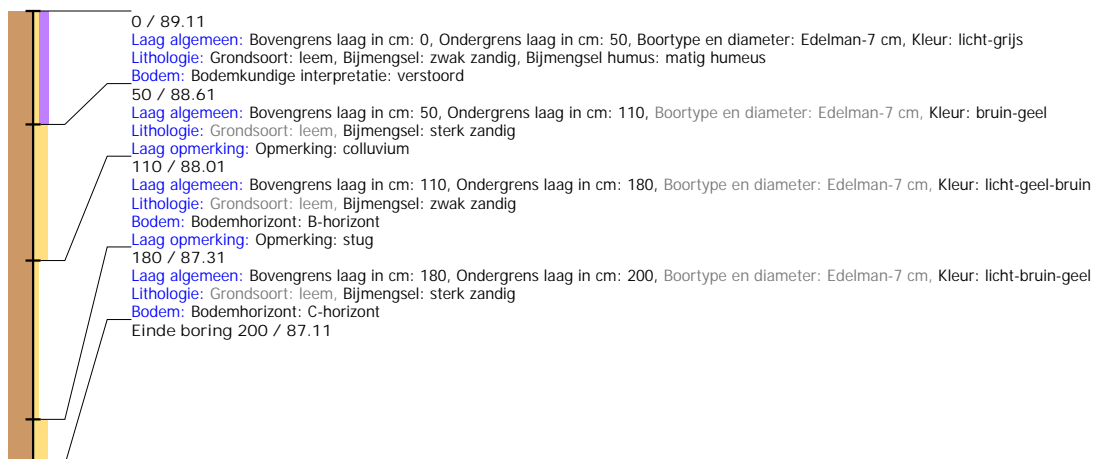 0 / 89.11
Laag algemeen: Bovengrens laag in cm: 0, Ondergrens laag in cm: 50, Boortype en diameter: Edelman-7 cm, Kleur: licht-grijs
Lithologie: Grondsoort: leem, Bijmengsel: zwak zandig, Bijmengsel humus: matig humeus
Bodem: Bodemkundige interpretatie: verstoord
50 / 88.61
Laag algemeen: Bovengrens laag in cm: 50, Ondergrens laag in cm: 110, Boortype en diameter: Edelman-7 cm, Kleur: bruin-geel
Lithologie: Grondsoort: leem, Bijmengsel: sterk zandig
Laag opmerking: Opmerking: colluvium
110 / 88.01
Laag algemeen: Bovengrens laag in cm: 110, Ondergrens laag in cm: 180, Boortype en diameter: Edelman-7 cm, Kleur: licht-geel-bruin
Lithologie: Grondsoort: leem, Bijmengsel: zwak zandig
Bodem: Bodemhorizont: B-horizont
Laag opmerking: Opmerking: stug
180 / 87.31
Laag algemeen: Bovengrens laag in cm: 180, Ondergrens laag in cm: 200, Boortype en diameter: Edelman-7 cm, Kleur: licht-bruin-geel
Lithologie: Grondsoort: leem, Bijmengsel: sterk zandig
Bodem: Bodemhorizont: C-horizont
Einde boring 200 / 87.11